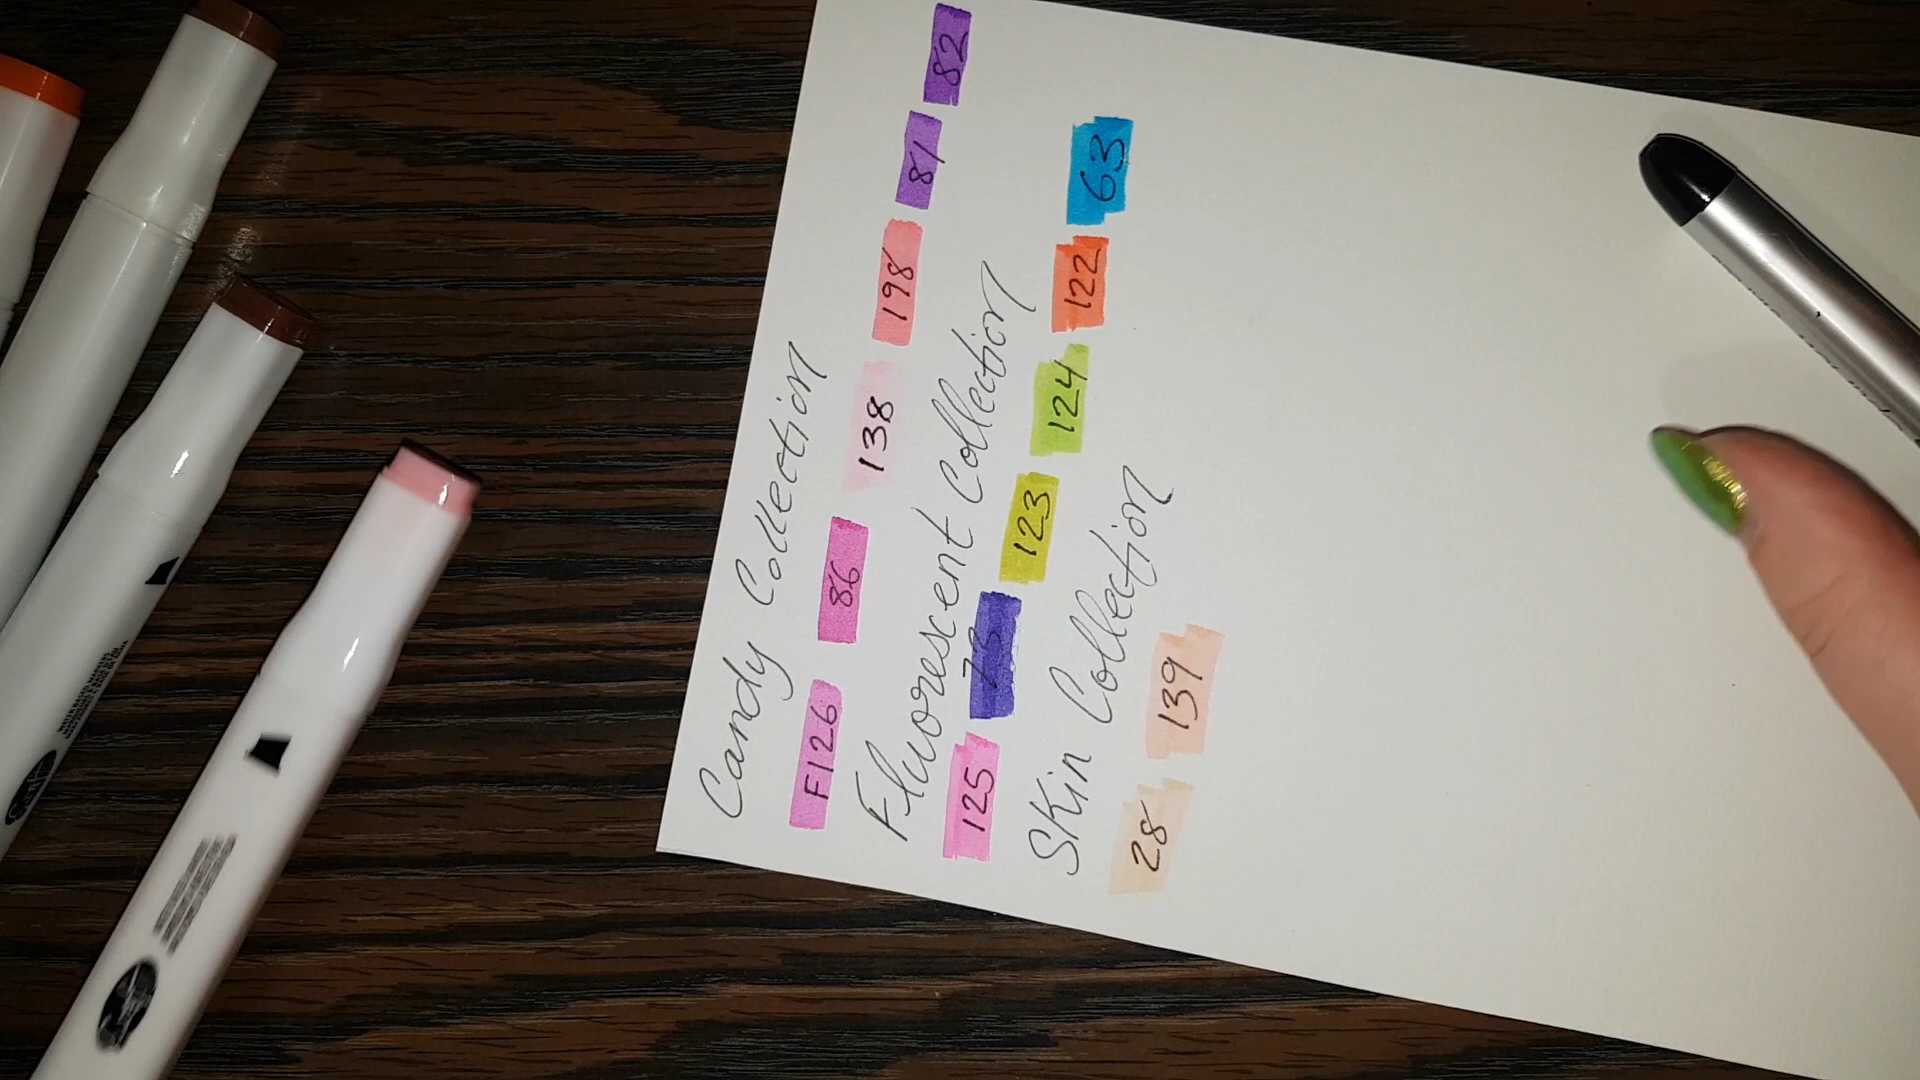 Candy Collection
F126 86 138 198 81 82
Fluorescent Collection
125 73 123 124 122 63
Skin Collection
28 139